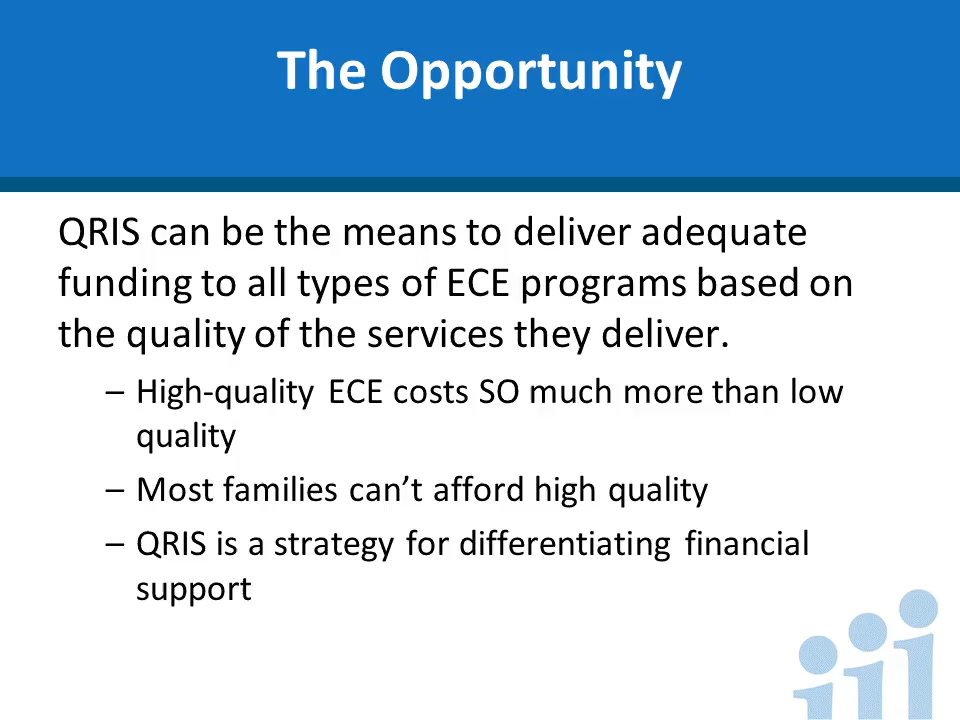 The Opportunity
QRIS can be the means to deliver adequate
funding to all types of ECE programs based on
the quality of the services they deliver.
– High-quality ECE costs SO much more than low
quality
– Most families can’t afford high quality
– QRIS is a strategy for differentiating financial
support